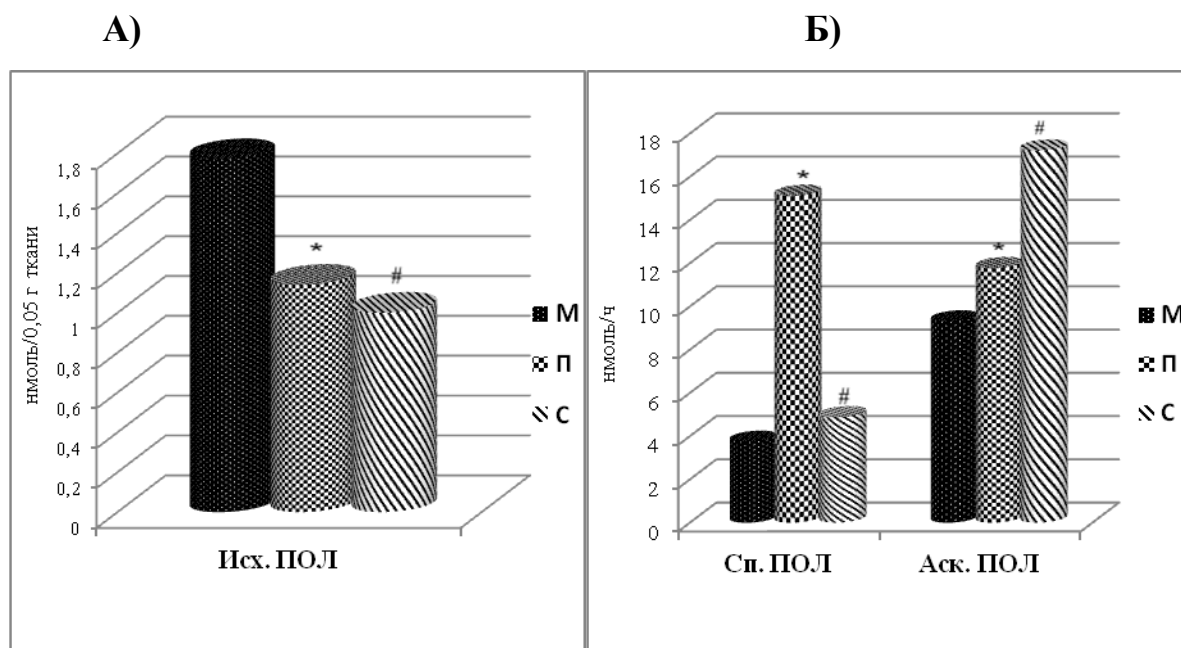 А)
нмоль/0,05 г ткани
1,8
1,6
1,4
1,2
1
0,8
0,6
0,4
0,2
0
*
#
М
П
С
Исх. ПОЛ
Б)
нмоль/ч
18
16
14
12
10
8
6
4
2
0
*
#
*
#
М
П
С
Сп. ПОЛ
Аск. ПОЛ